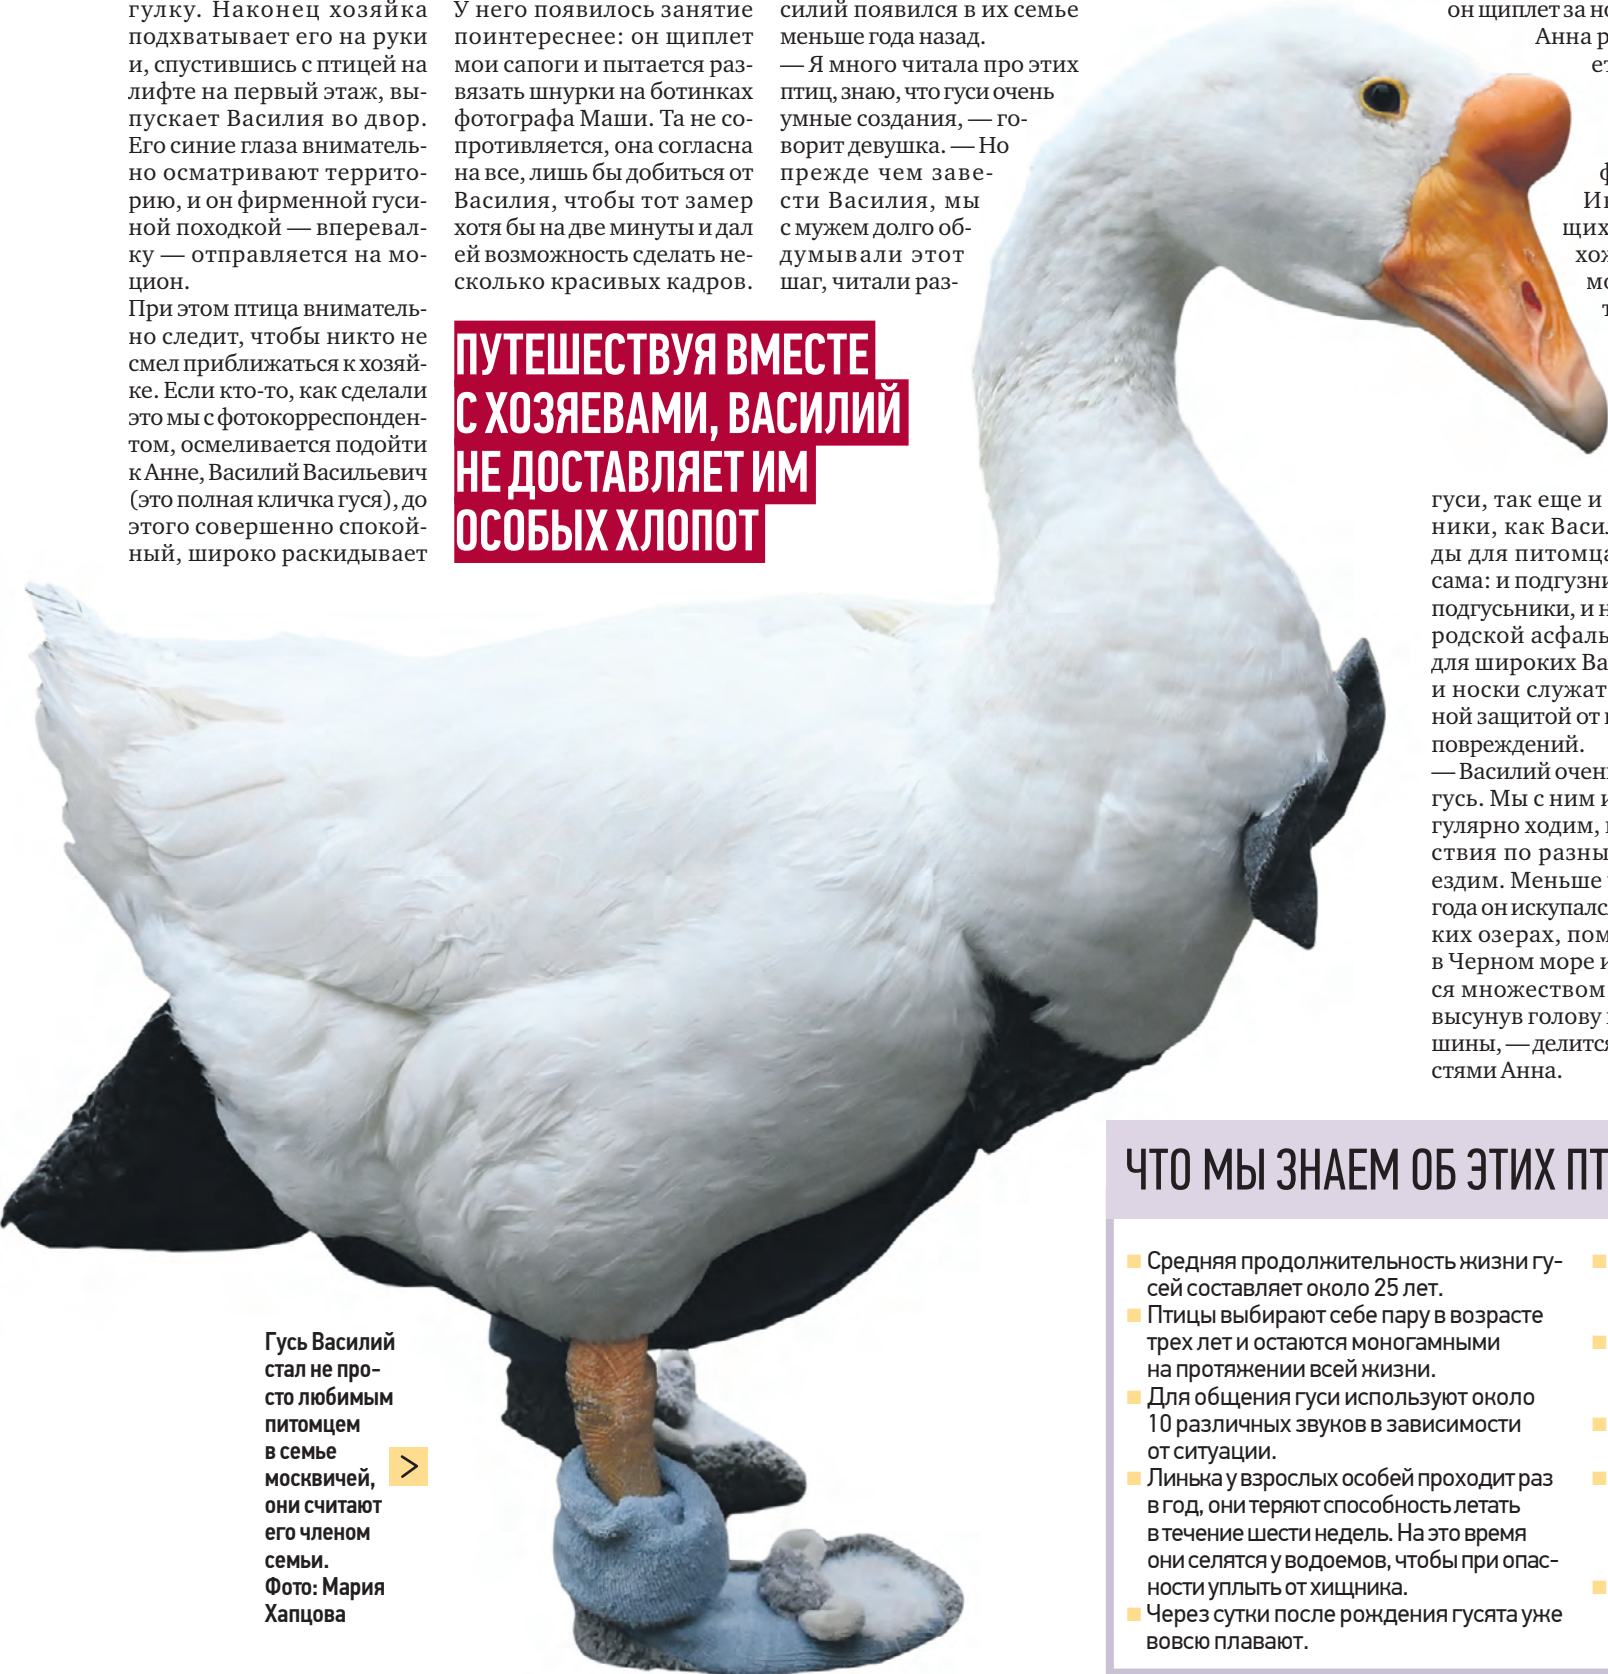 гулку. Наконец хозяйка
подхватывает его на руки
и, спустившись с птицей на
лифте на первый этаж, вы-
пускает Василия во двор.
Его синие глаза вниматель-
но осматривают террито-
рию, и он фирменной гуси-
ной походкой — вперевал-
ку — отправляется на мо-
цион.
При этом птица вниматель-
но следит, чтобы никто не
смел приближаться к хозяй-
ке. Если кто-то, как сделали
это мы с фотокорреспонден-
том, осмеливается подойти
к Анне, Василий Васильевич
(это полная кличка гуся), до
этого совершенно спокой-
ный, широко раскидывает
У него появилось занятие
поинтереснее: он щиплет
мои сапоги и пытается раз-
вязать шнурки на ботинках
фотографа Маши. Та не со-
противляется, она согласна
на все, лишь бы добиться от
Василия, чтобы тот замер
хотя бы на две минуты и дал
ей возможность сделать не-
сколько красивых кадров.
силий появился в их семье
меньше года назад.
— Я много читала про этих
птиц, знаю, что гуси очень
умные создания, — го-
ворит девушка. — Но
прежде чем заве-
сти Василия, мы
с мужем долго об-
думывали этот
шаг, читали раз-
ПУТЕШЕСТВУЯ ВМЕСТЕ
С ХОЗЯЕВАМИ, ВАСИЛИЙ
НЕ ДОСТАВЛЯЕТ ИМ
ОСОБЫХ ХЛОПОТ
он щиплет за но
Анна р
ет
ф
щих
хож
мо
т
гуси, так еще и
ники, как Васил
ды для питомца
сама: и подгузни
подгусьники, и н
родской асфаль
для широких Ва
и носки служат
ной защитой от
повреждений.
— Василий очен
гусь. Мы с ним и
гулярно ходим,
ствия по разны
ездим. Меньше
года он искупалс
ких озерах, пом
в Черном море и
ся множеством
высунув голову
шины, — делится
стями Анна.
ЧТО МЫ ЗНАЕМ ОБ ЭТИХ ПТ
Средняя продолжительность жизни гу-
сей составляет около 25 лет.
Птицы выбирают себе пару в возрасте
трех лет и остаются моногамными
на протяжении всей жизни.
Для общения гуси используют около
10 различных звуков в зависимости
от ситуации.
Линька у взрослых особей проходит раз
в год, они теряют способность летать
в течение шести недель. На это время
они селятся у водоемов, чтобы при опас-
ности уплыть от хищника.
Через сутки после рождения гусята уже
вовсю плавают.
Гусь Василий
стал не про-
сто любимым
питомцем
в семье
москвичей,
они считают
его членом
семьи.
Фото: Мария
Хапцова